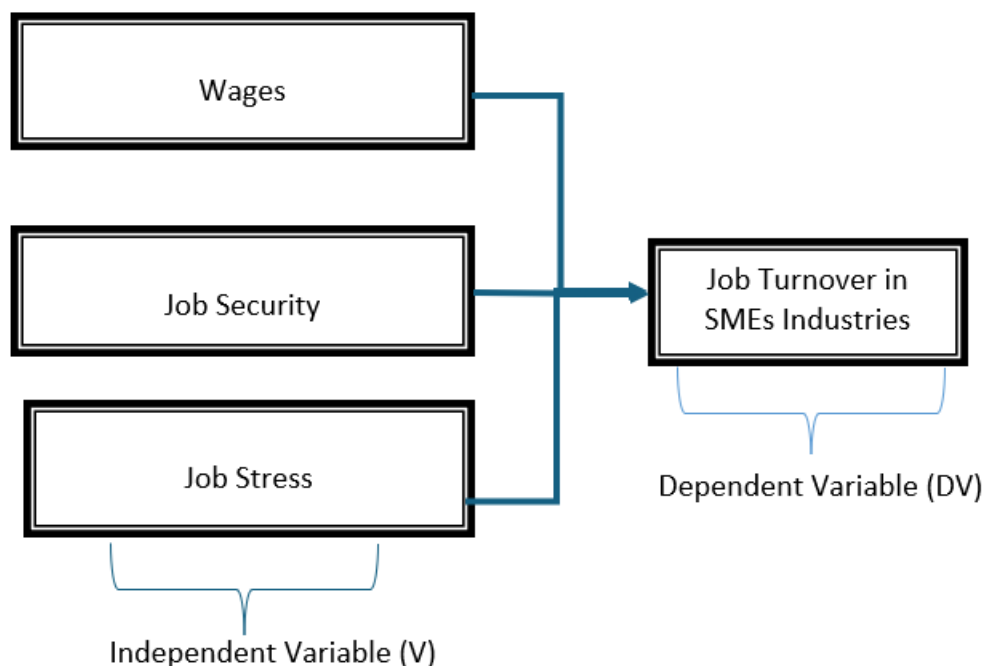 Wages
Job Security
Job Turnover in
SMEs Industries
Job Stress
Dependent Variable (DV)
Independent Variable (V)